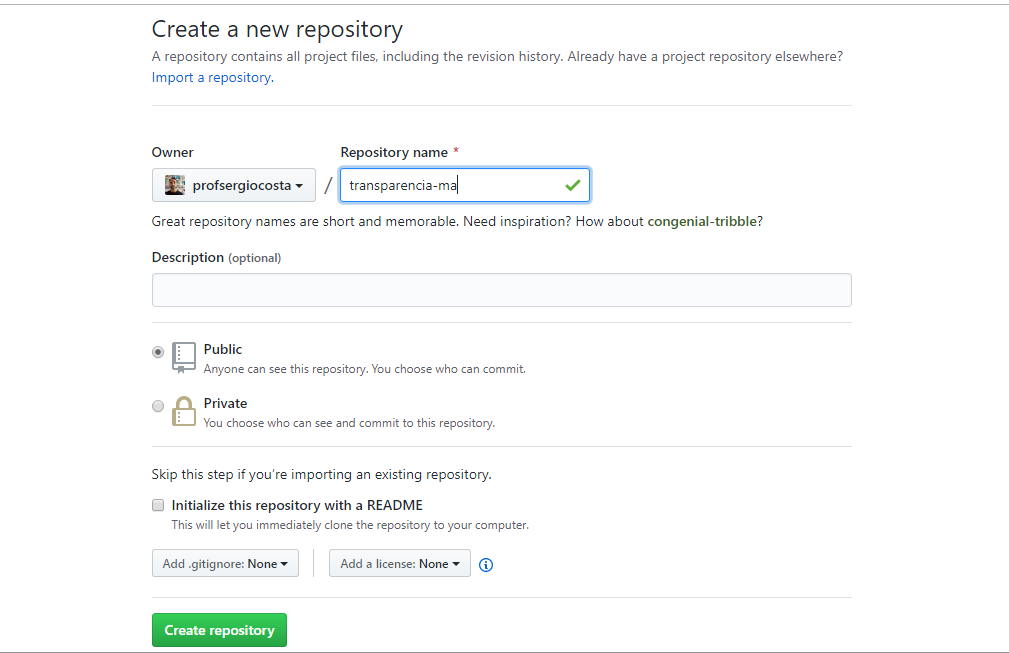 Create a new repository
A repository contains all project files, including the revision history. Already have a project repository elsewhere?
Import a repository.
Owner
Repository name *
profsergiocosta / transparencia-ma
Great repository names are short and memorable. Need inspiration? How about congenial-tribble?
Description (optional)
Public
Anyone can see this repository. You choose who can commit.
Private
You choose who can see and commit to this repository.
Skip this step if you're importing an existing repository.
Initialize this repository with a README
This will let you immediately clone the repository to your computer.
Add .gitignore: None
Add a license: None
Create repository